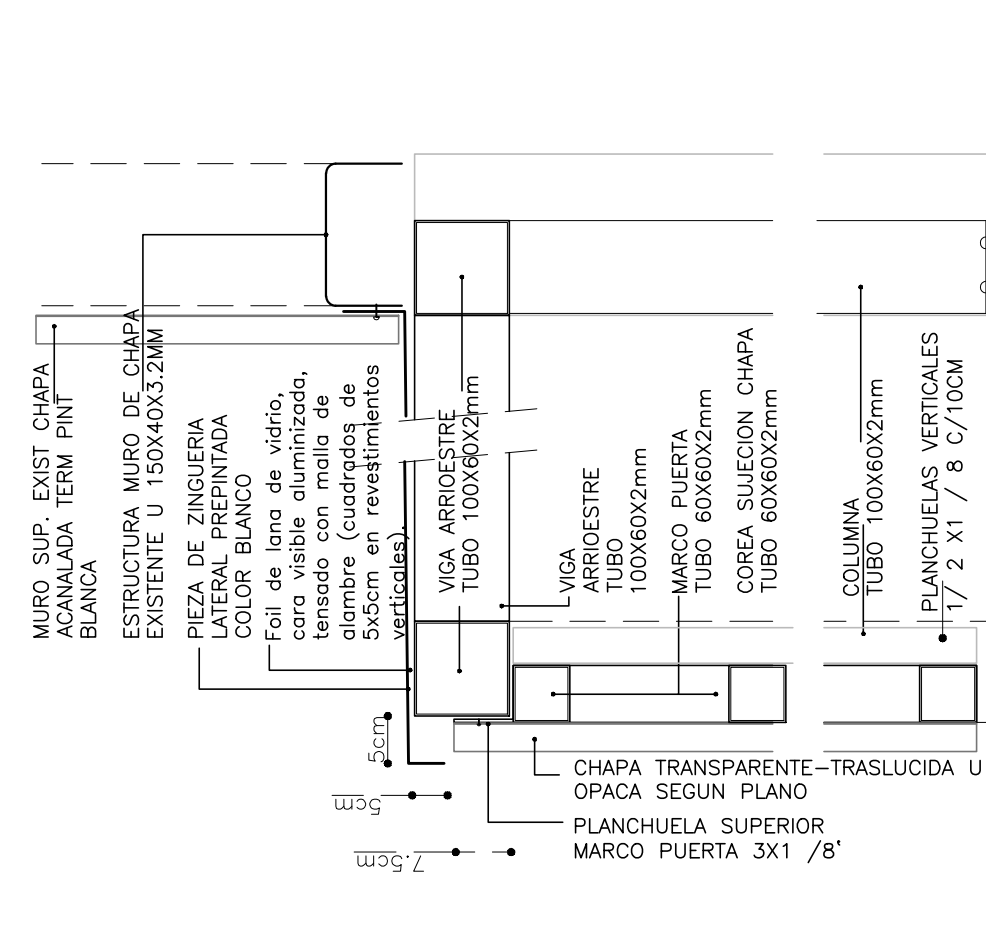 MURO SUP. EXIST CHAPA
ACANALADA TERM PINT
BLANCA
ESTRUCTURA MURO DE CHAPA
EXISTENTE U 150X40X3.2MM
PIEZA DE ZINGUERIA
LATERAL PREPINTADA
COLOR BLANCO
Foil de lana de vidrio,
cara visible aluminizada,
tensado con malla de
alambre (cuadrados de
5x5cm en revestimientos
verticales).
VIGA ARRIOESTRE
TUBO 100X60X2mm
VIGA
ARRIOESTRE
TUBO
100X60X2mm
MARCO PUERTA
TUBO 60X60X2mm
COREA SUJECION CHAPA
TUBO 60X60X2mm
COLUMNA
TUBO 100X60X2mm
PLANCHUELAS VERTICALES
1/ 2 X1 / 8 C/10CM
5cm
5cm
7.5cm
CHAPA TRANSPARENTE-TRASLUCIDA U
OPACA SEGUN PLANO
PLANCHUELA SUPERIOR
MARCO PUERTA 3X1 /8'